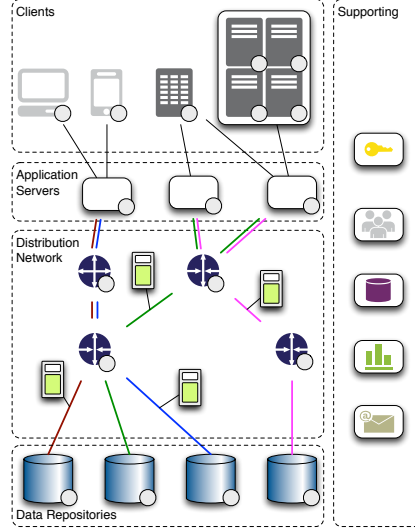 Clients
Supporting
Application
Servers
Distribution
Network
@
Data Repositories